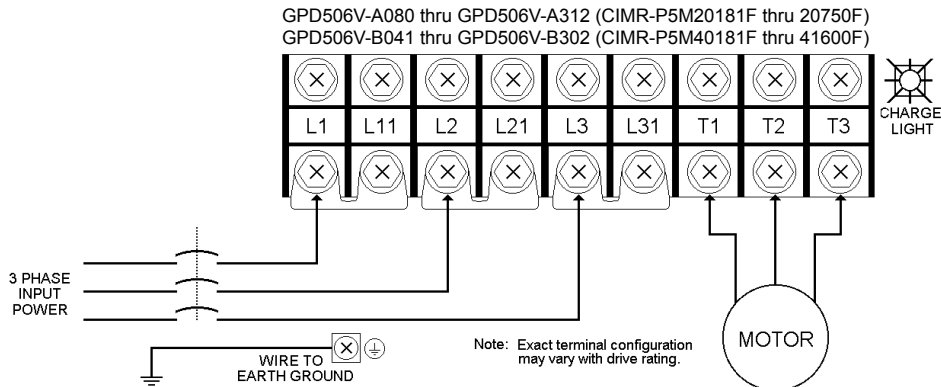 GPD506V-A080 thru GPD506V-A312 (CIMR-P5M20181F thru 20750F)
GPD506V-B041 thru GPD506V-B302 (CIMR-P5M40181F thru 41600F)
L1 L11 L2 L21 L3 L31 T1 T2 T3
CHARGE
LIGHT
3 PHASE
INPUT
POWER
WIRE TO
EARTH GROUND
Note: Exact terminal configuration
may vary with drive rating.
MOTOR